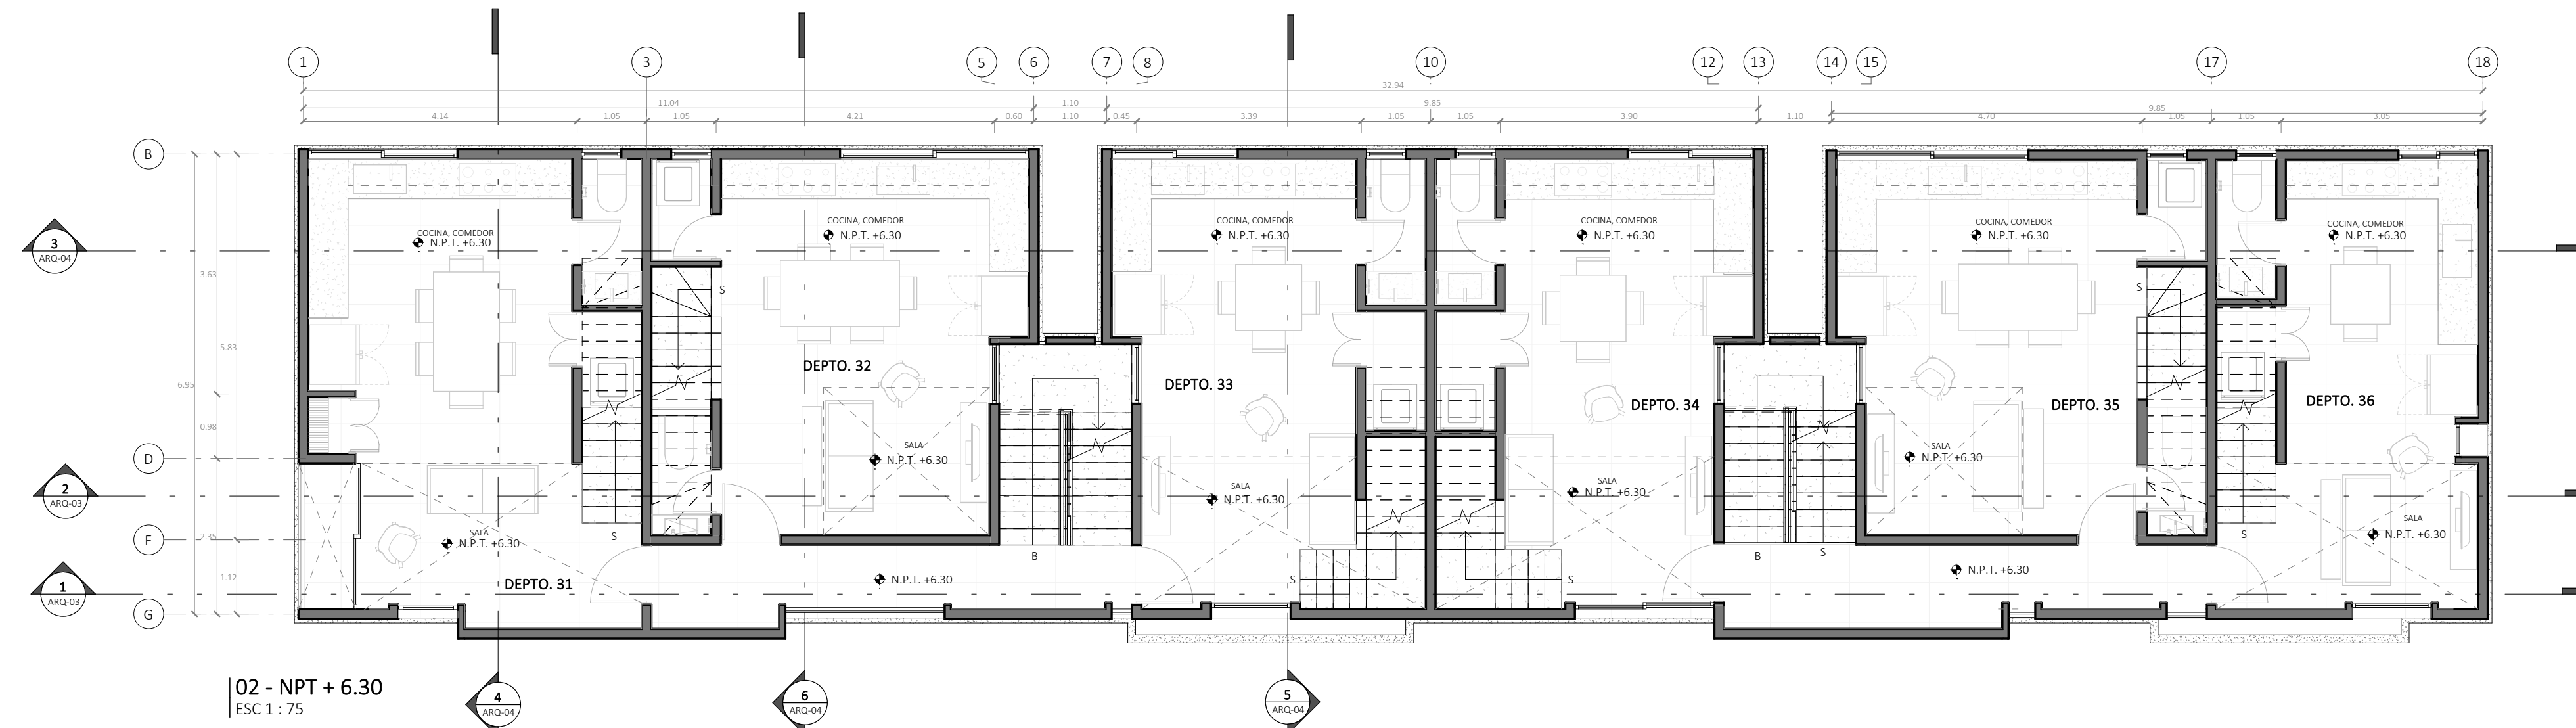 1
3
5
6
7
8
10
12
13
14
15
17
18
32.94
11.04
1.10
9.85
9.85
4.14
1.05
1.05
4.21
0.60
1.10
0.45
3.39
1.05
1.05
3.90
1.10
4.70
1.05
1.05
3.05
B
D
F
G
3
ARQ-04
2
ARQ-03
1
ARQ-03
3.63
5.83
6.95
0.98
2.35
1.12
COCINA, COMEDOR
N.P.T. +6.30
COCINA, COMEDOR
N.P.T. +6.30
COCINA, COMEDOR
N.P.T. +6.30
COCINA, COMEDOR
N.P.T. +6.30
COCINA, COMEDOR
N.P.T. +6.30
COCINA, COMEDOR
N.P.T. +6.30
S
S
DEPTO. 32
DEPTO. 33
DEPTO. 34
DEPTO. 35
DEPTO. 36
SALA
N.P.T. +6.30
SALA
N.P.T. +6.30
SALA
N.P.T. +6.30
SALA
N.P.T. +6.30
SALA
N.P.T. +6.30
SALA
N.P.T. +6.30
S
B
B
S
S
S
S
DEPTO. 31
N.P.T. +6.30
N.P.T. +6.30
02 - NPT + 6.30
ESC 1 : 75
4
ARQ-04
6
ARQ-04
5
ARQ-04